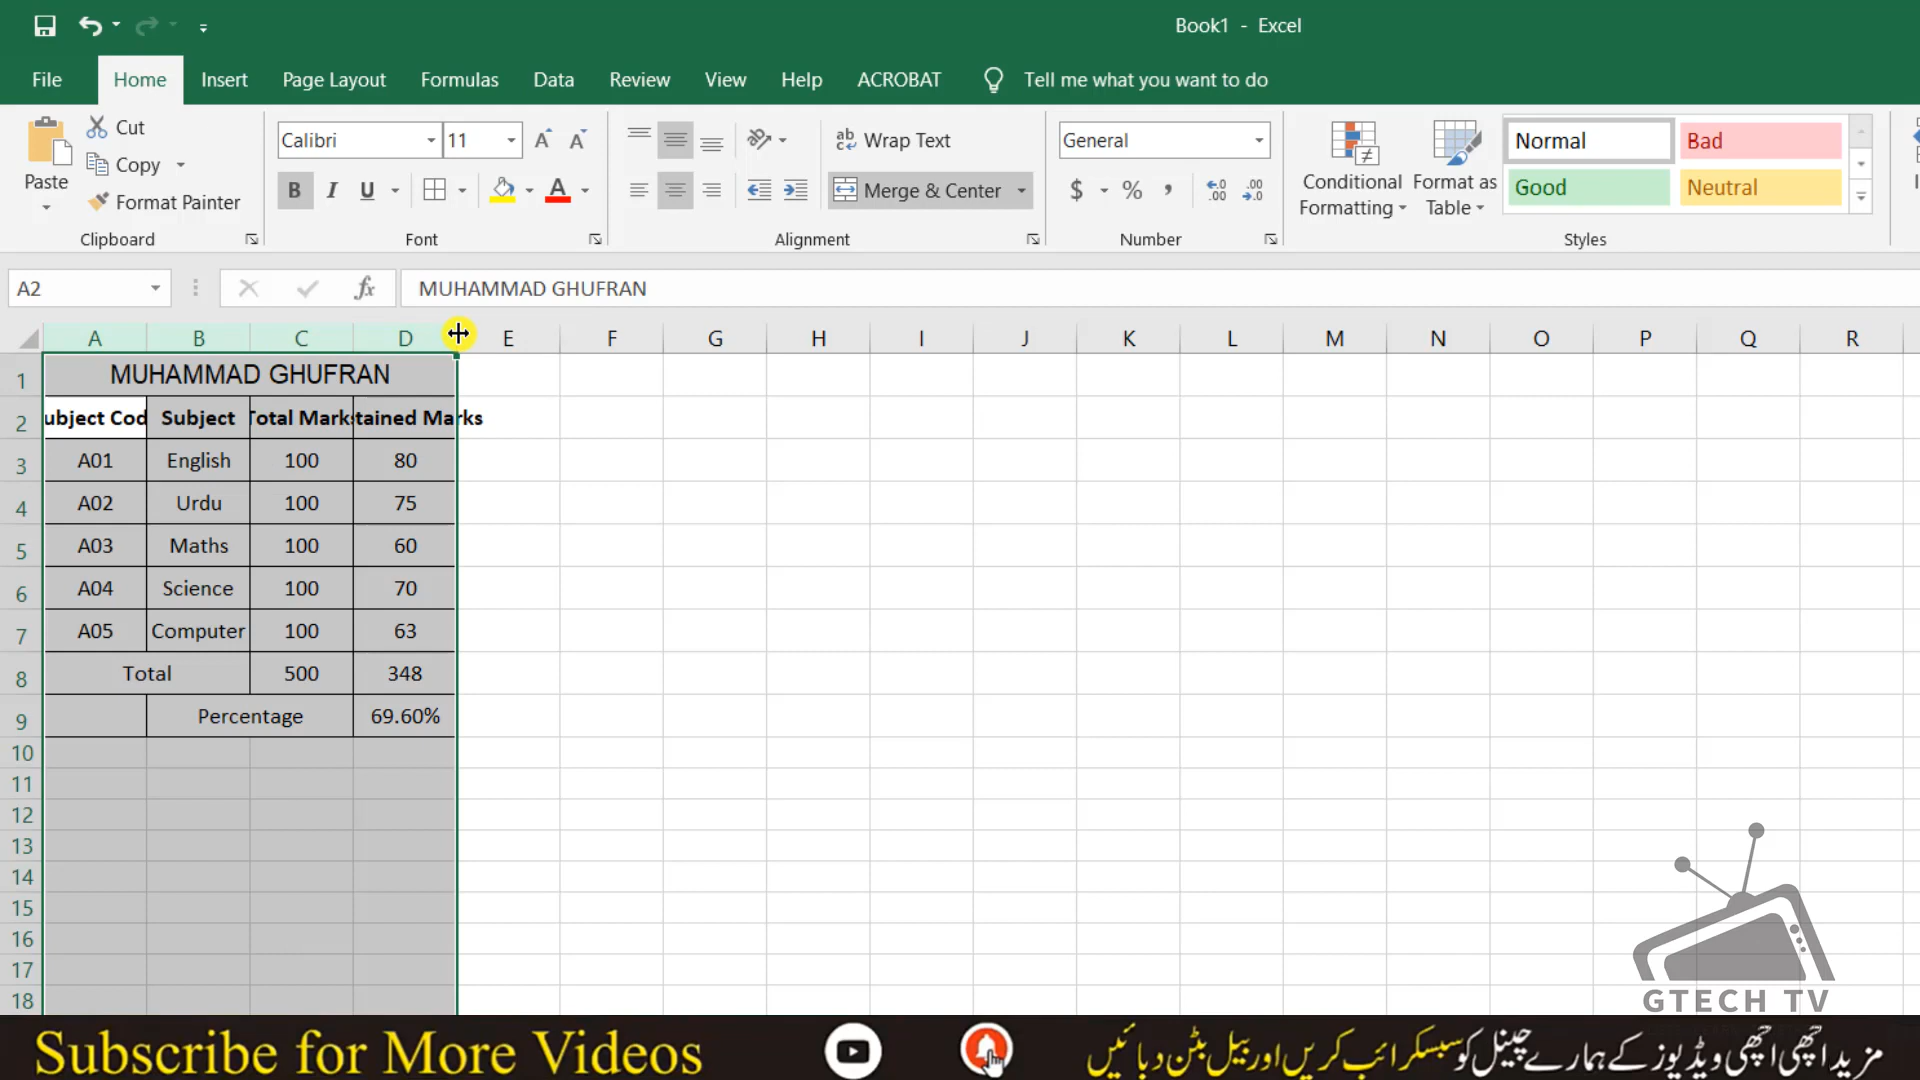 Book1 - Excel
File Home Insert Page Layout Formulas Data Review View Help ACROBAT Tell me what you want to do
Paste
Cut
Copy
Format Painter
Clipboard
Calibri 11
B I U A
Font
Wrap Text
Merge & Center
Alignment
General
$ % ,
Number
Conditional Formatting
Format as Table
Normal Bad
Good Neutral
Styles
A2 fx MUHAMMAD GHUFRAN
A B C D E F G H I J K L M N O P Q R
1 MUHAMMAD GHUFRAN
2 ubject Cod Subject Total Marks tained Marks
3 A01 English 100 80
4 A02 Urdu 100 75
5 A03 Maths 100 60
6 A04 Science 100 70
7 A05 Computer 100 63
8 Total 500 348
9 Percentage 69.60%
10
11
12
13
14
15
16
17
18
GTECH TV
Subscribe for More Videos
مزید اچھی اچھی ویڈیوز کے ہمارے چینل کو سبسکرائب کریں اور بیل بٹن دبائیں